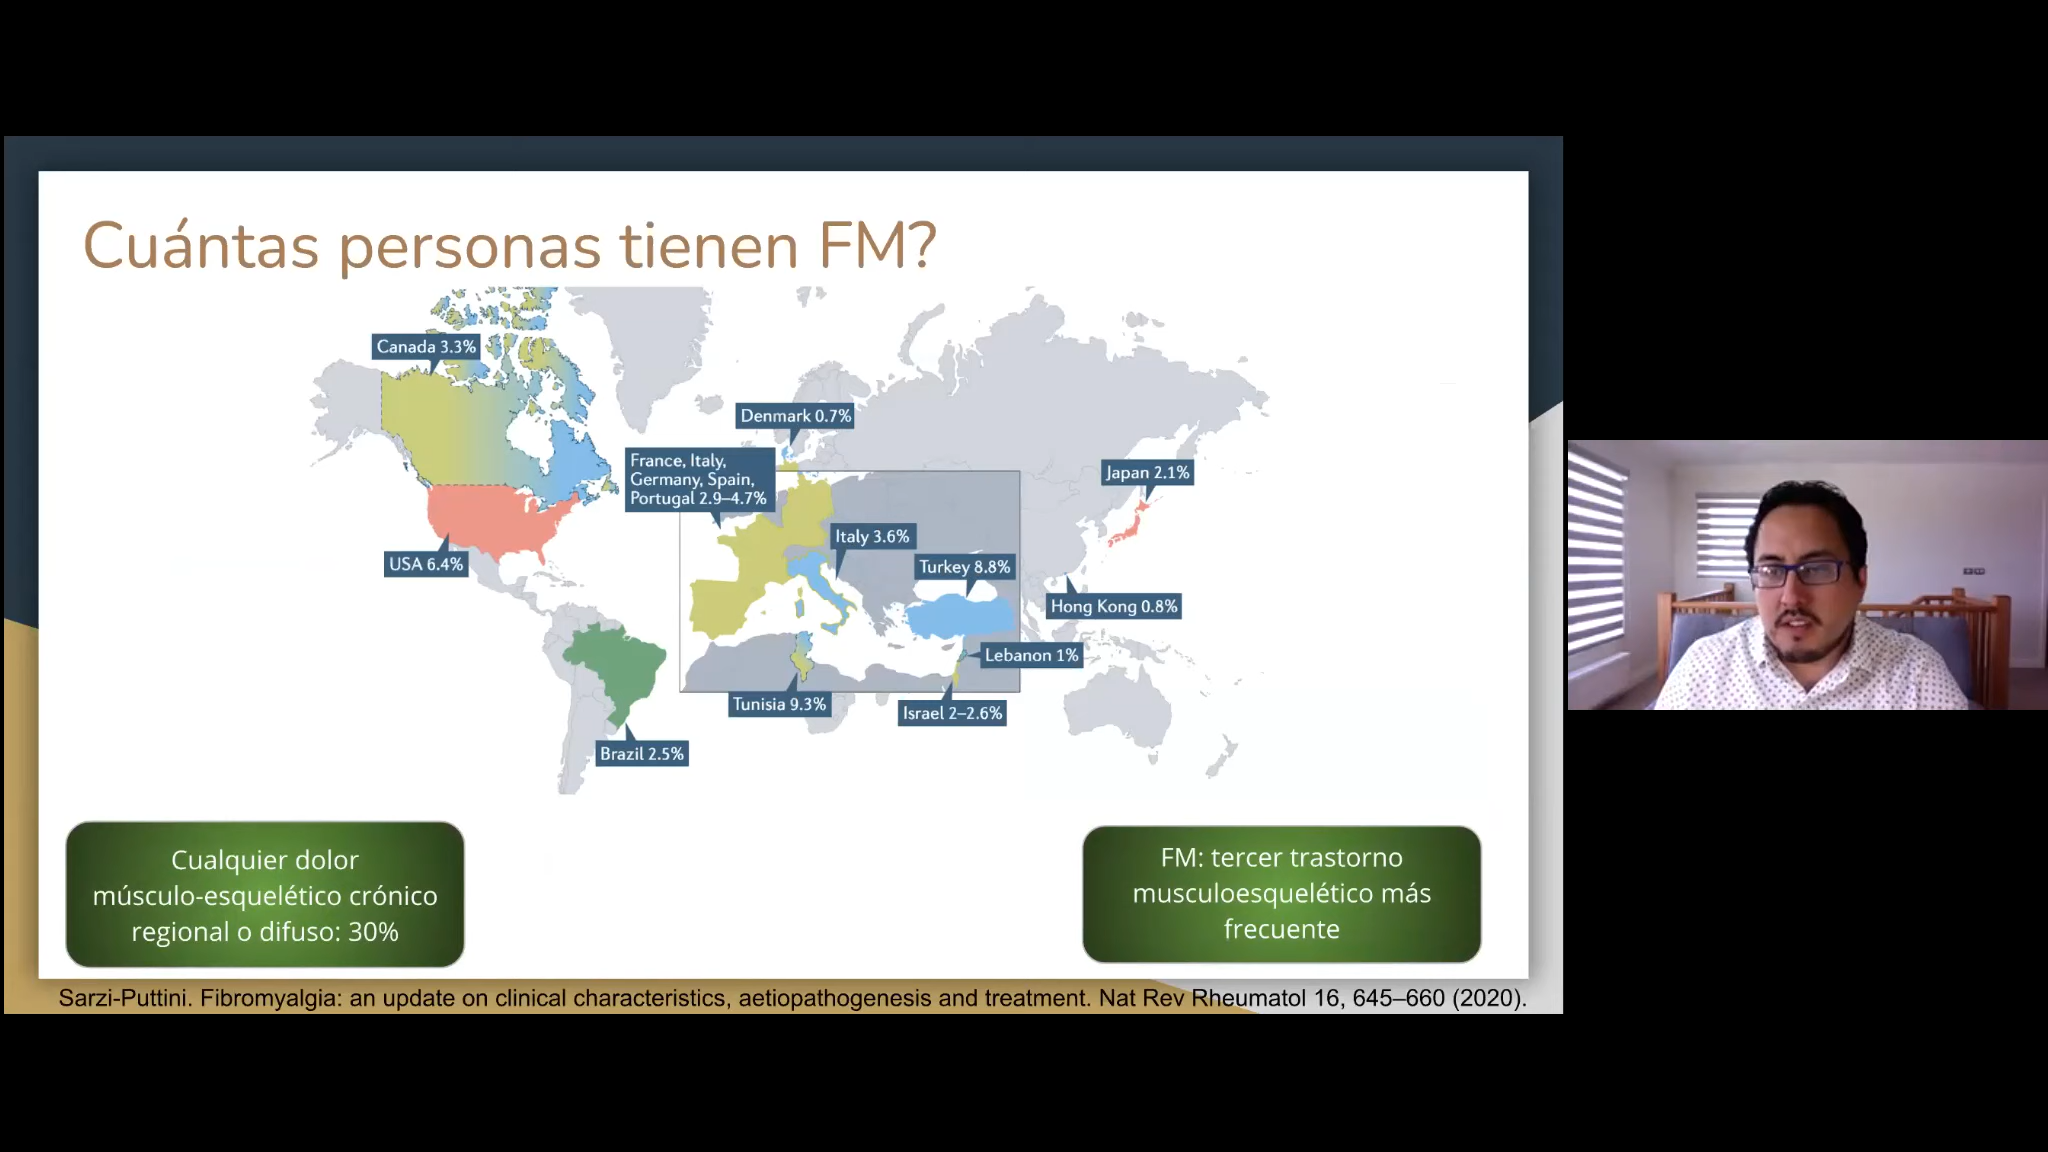 Cuántas personas tienen FM?
Canada 3.3%
Denmark 0.7%
France, Italy,
Germany, Spain,
Portugal 2.9–4.7%
Japan 2.1%
Italy 3.6%
USA 6.4%
Turkey 8.8%
Hong Kong 0.8%
Lebanon 1%
Tunisia 9.3%
Israel 2–2.6%
Brazil 2.5%
Cualquier dolor
músculo-esquelético crónico
regional o difuso: 30%
FM: tercer trastorno
musculoesquelético más
frecuente
Sarzi-Puttini. Fibromyalgia: an update on clinical characteristics, aetiopathogenesis and treatment. Nat Rev Rheumatol 16, 645–660 (2020).